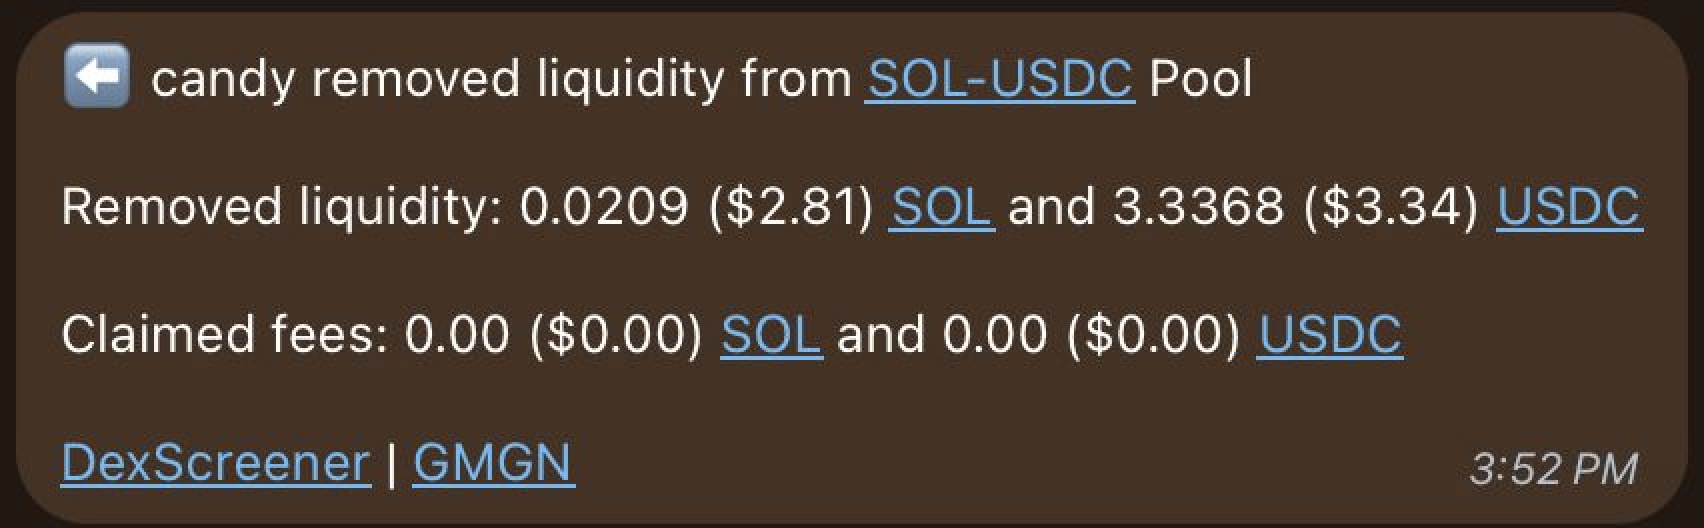 ⬅️ candy removed liquidity from SOL-USDC Pool
Removed liquidity: 0.0209 ($2.81) SOL and 3.3368 ($3.34) USDC
Claimed fees: 0.00 ($0.00) SOL and 0.00 ($0.00) USDC
DexScreener | GMGN
3:52 PM